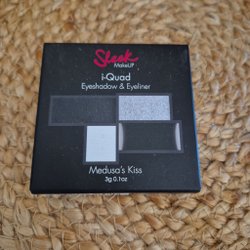 Sleek
MakeUP
i-Quad
Eyeshadow & Eyeliner
Medusa's Kiss
3g 0.1oz